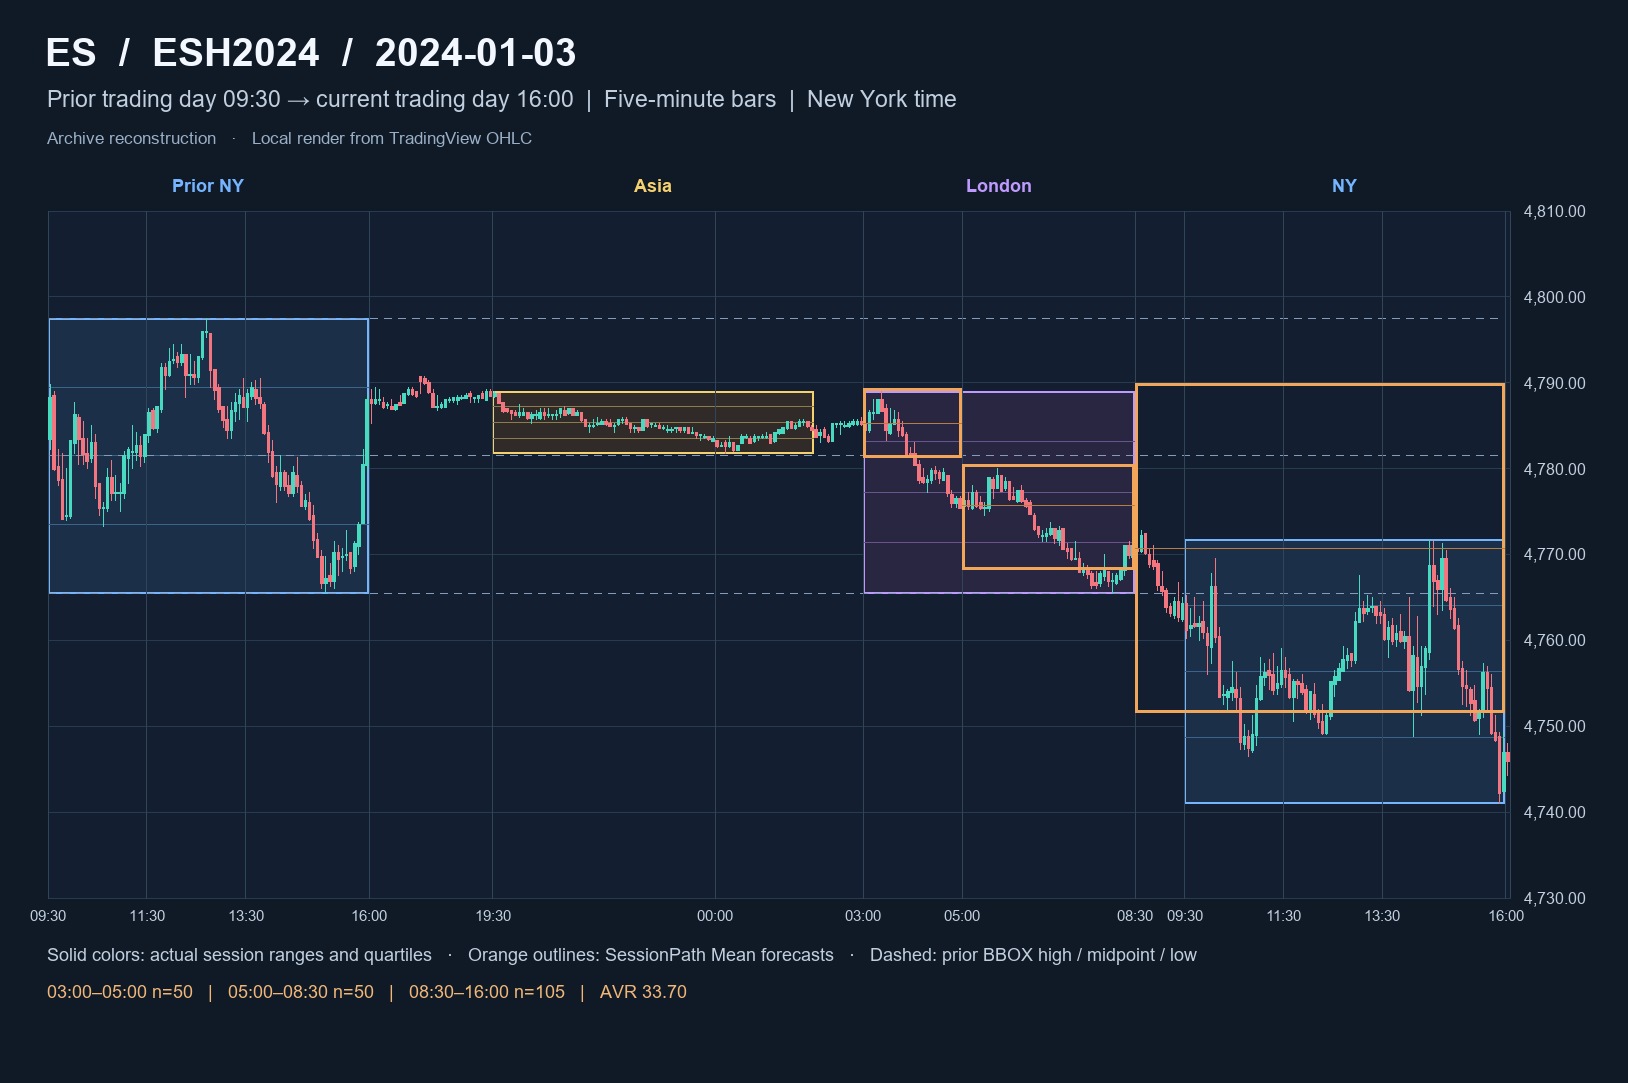 ES / ESH2024 / 2024-01-03
Prior trading day 09:30 → current trading day 16:00 | Five-minute bars | New York time
Archive reconstruction · Local render from TradingView OHLC
Prior NY Asia London NY
4,810.00
4,800.00
4,790.00
4,780.00
4,770.00
4,760.00
4,750.00
4,740.00
4,730.00
09:30 11:30 13:30 16:00 19:30 00:00 03:00 05:00 08:30 09:30 11:30 13:30 16:00
Solid colors: actual session ranges and quartiles · Orange outlines: SessionPath Mean forecasts · Dashed: prior BBOX high / midpoint / low
03:00–05:00 n=50 | 05:00–08:30 n=50 | 08:30–16:00 n=105 | AVR 33.70